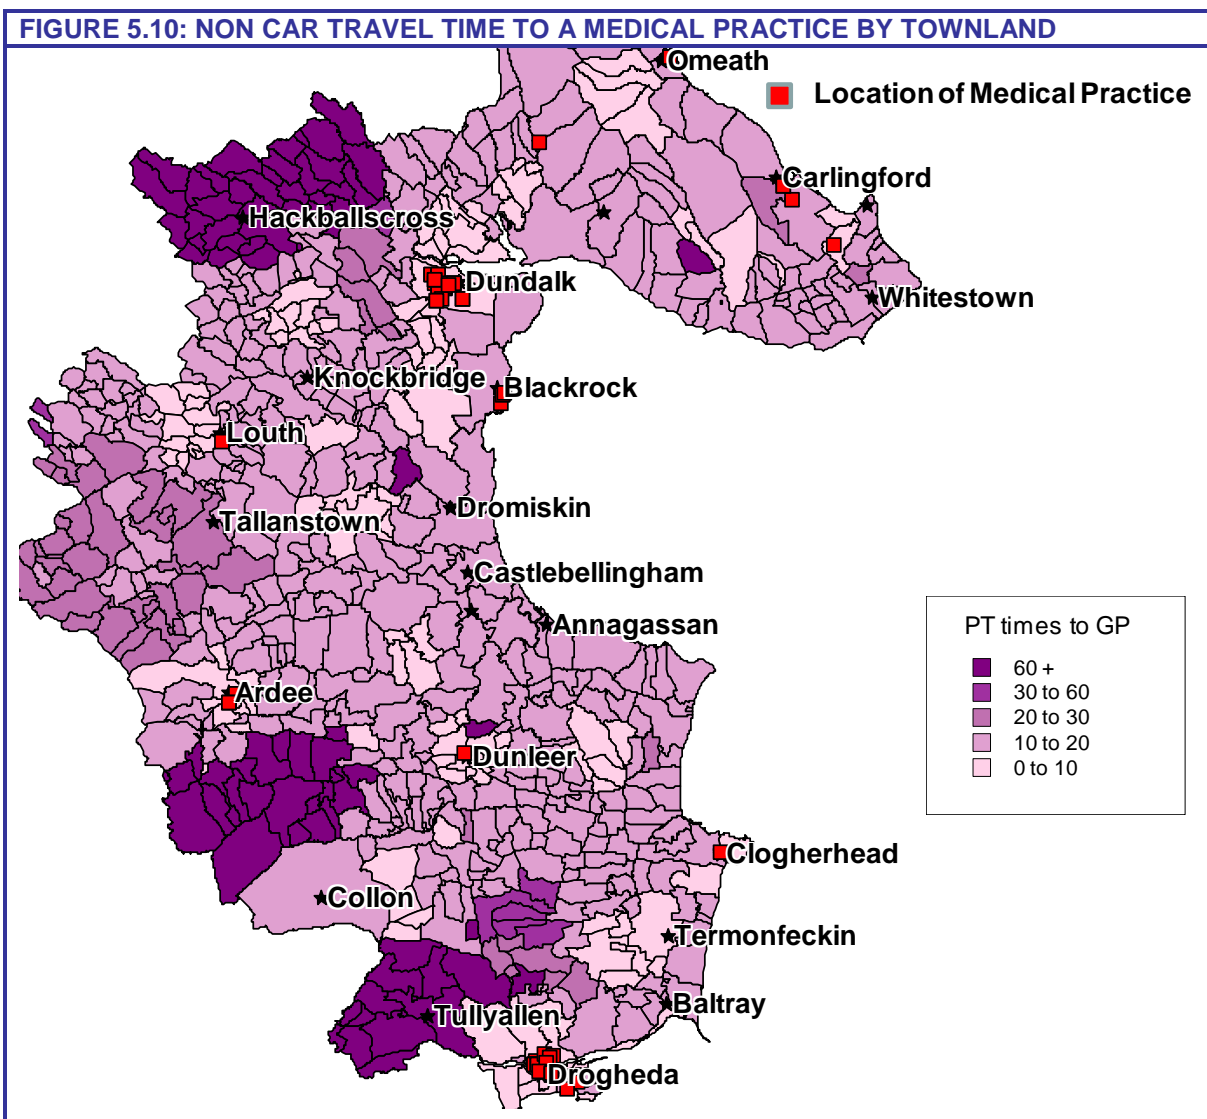 FIGURE 5.10: NON CAR TRAVEL TIME TO A MEDICAL PRACTICE BY TOWNLAND
Omeath
Location of Medical Practice
Carlingford
Hackballscross
Dundalk
Whitestown
Knockbridge
Blackrock
Louth
Dromiskin
Tallanstown
Castlebellingham
Annagassan
PT times to GP
60 +
30 to 60
20 to 30
10 to 20
0 to 10
Ardee
Dunleer
Clogherhead
Collon
Termonfeckin
Baltray
Tullyallen
Drogheda